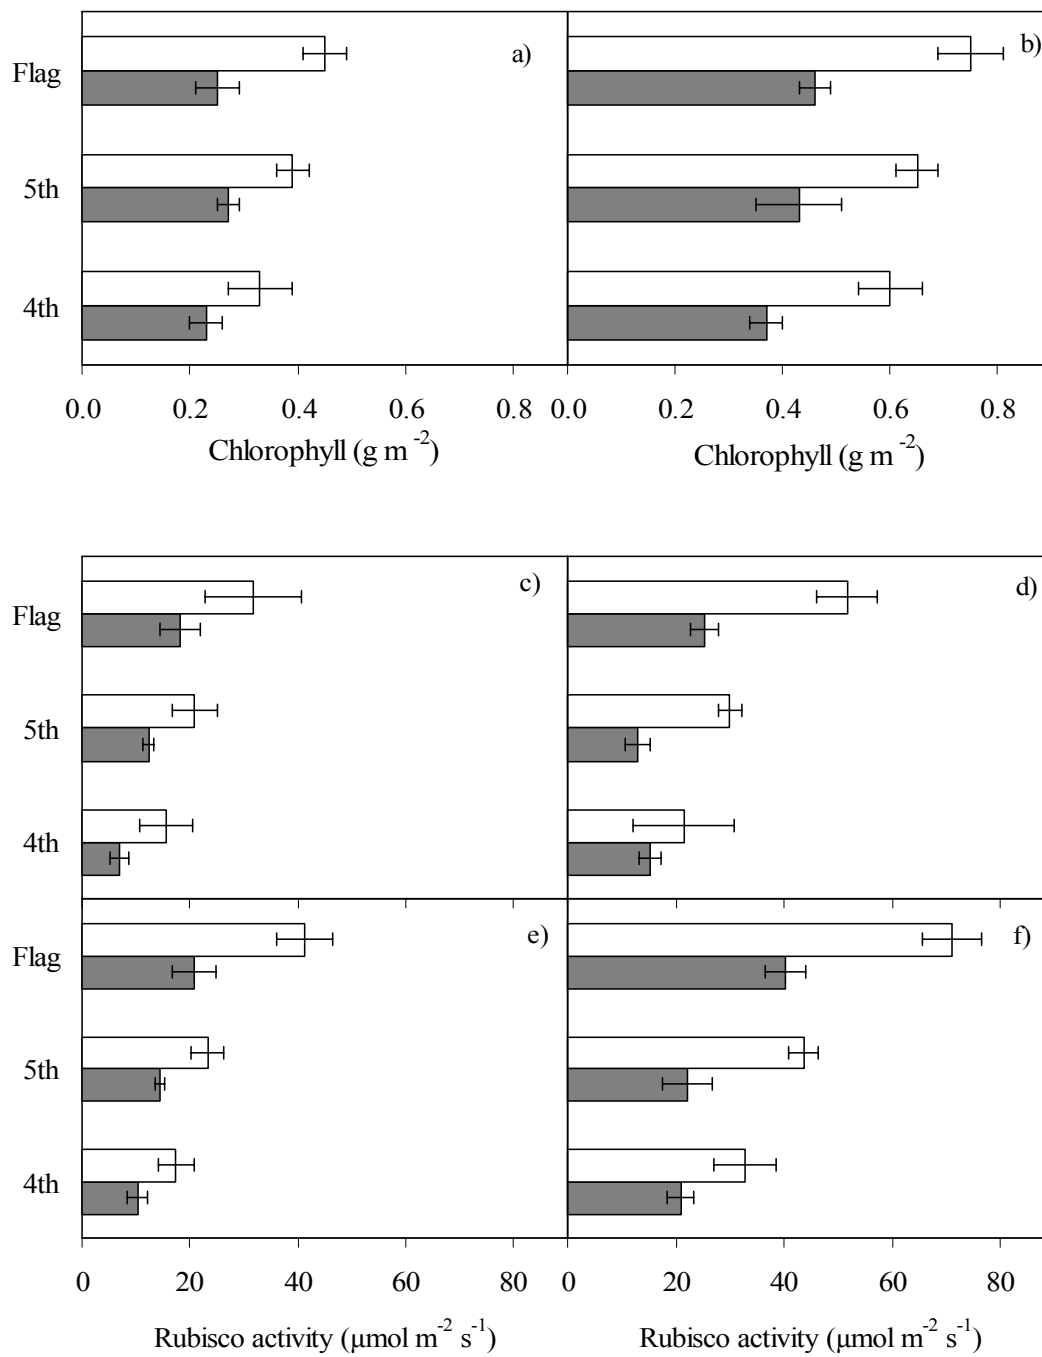 a) b)
Flag
5th
4th
0.0 0.2 0.4 0.6 0.8 0.0 0.2 0.4 0.6 0.8
Chlorophyll (g m⁻²) Chlorophyll (g m⁻²)
c) d)
Flag
5th
4th
e) f)
Flag
5th
4th
0 20 40 60 80 0 20 40 60 80
Rubisco activity (μmol m⁻² s⁻¹) Rubisco activity (μmol m⁻² s⁻¹)